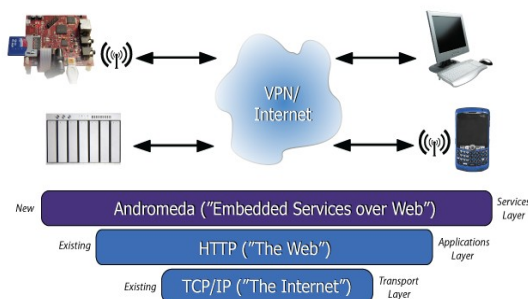 VPN/
Internet
New
Andromeda ("Embedded Services over Web")
Services
Layer
Existing
HTTP ("The Web")
Applications
Layer
Existing
TCP/IP ("The Internet")
Transport
Layer